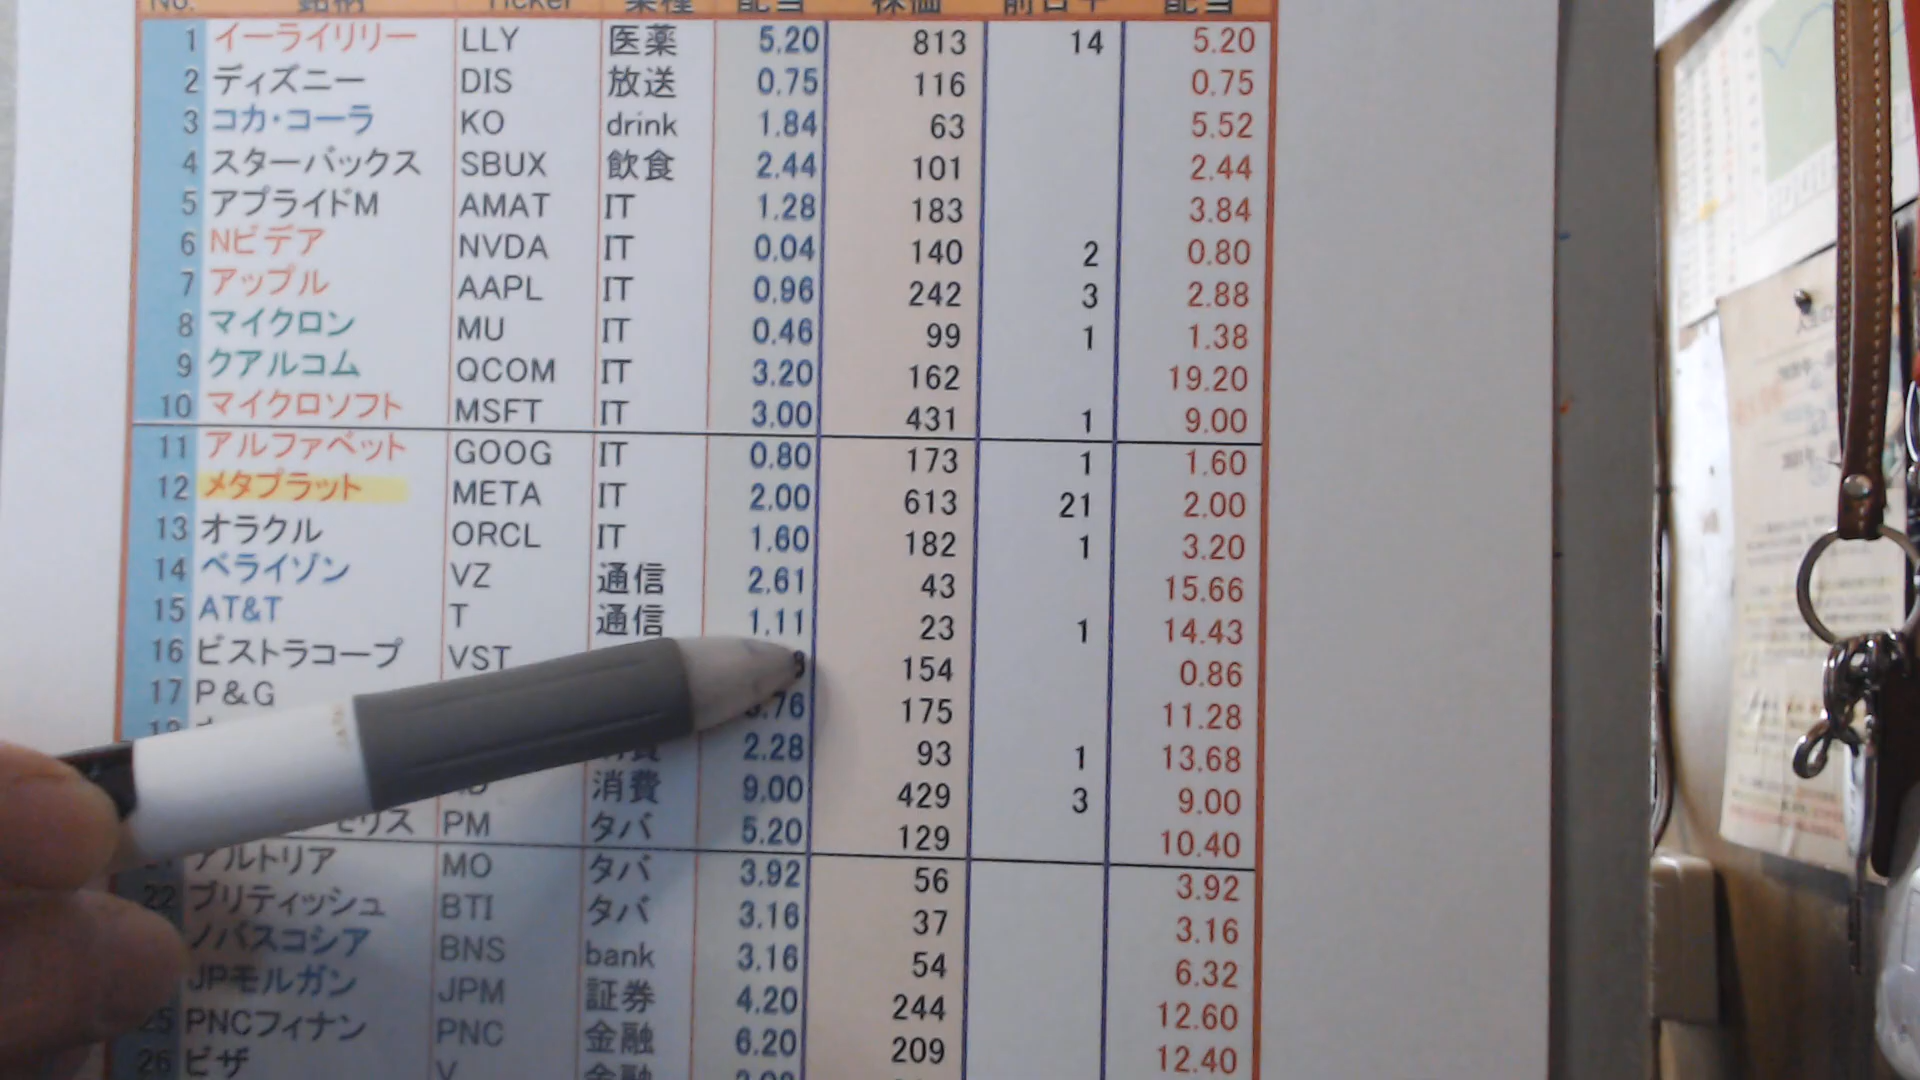 No. 銘柄 Ticker 業種 配当 株価 配当
1 イーライリリー LLY 医薬 5.20 813 14 5.20
2 ディズニー DIS 放送 0.75 116 0.75
3 コカ・コーラ KO drink 1.84 63 5.52
4 スターバックス SBUX 飲食 2.44 101 2.44
5 アプライドM AMAT IT 1.28 183 3.84
6 Nビデア NVDA IT 0.04 140 2 0.80
7 アップル AAPL IT 0.96 242 3 2.88
8 マイクロン MU IT 0.46 99 1 1.38
9 クアルコム QCOM IT 3.20 162 19.20
10 マイクロソフト MSFT IT 3.00 431 1 9.00
11 アルファベット GOOG IT 0.80 173 1 1.60
12 メタプラット META IT 2.00 613 21 2.00
13 オラクル ORCL IT 1.60 182 1 3.20
14 ベライゾン VZ 通信 2.61 43 15.66
15 AT&T T 通信 1.11 23 1 14.43
16 ビストラコープ VST 154 0.86
17 P&G 175 11.28
2.28 93 1 13.68
消費 9.00 429 3 9.00
モリス PM タバ 5.20 129 10.40
アルトリア MO タバ 3.92 56 3.92
22 ブリティッシュ BTI タバ 3.16 37 3.16
ノバスコシア BNS bank 3.16 54 6.32
JPモルガン JPM 証券 4.20 244 12.60
25 PNCフィナン PNC 金融 6.20 209 12.40
26 ビザ V 金融